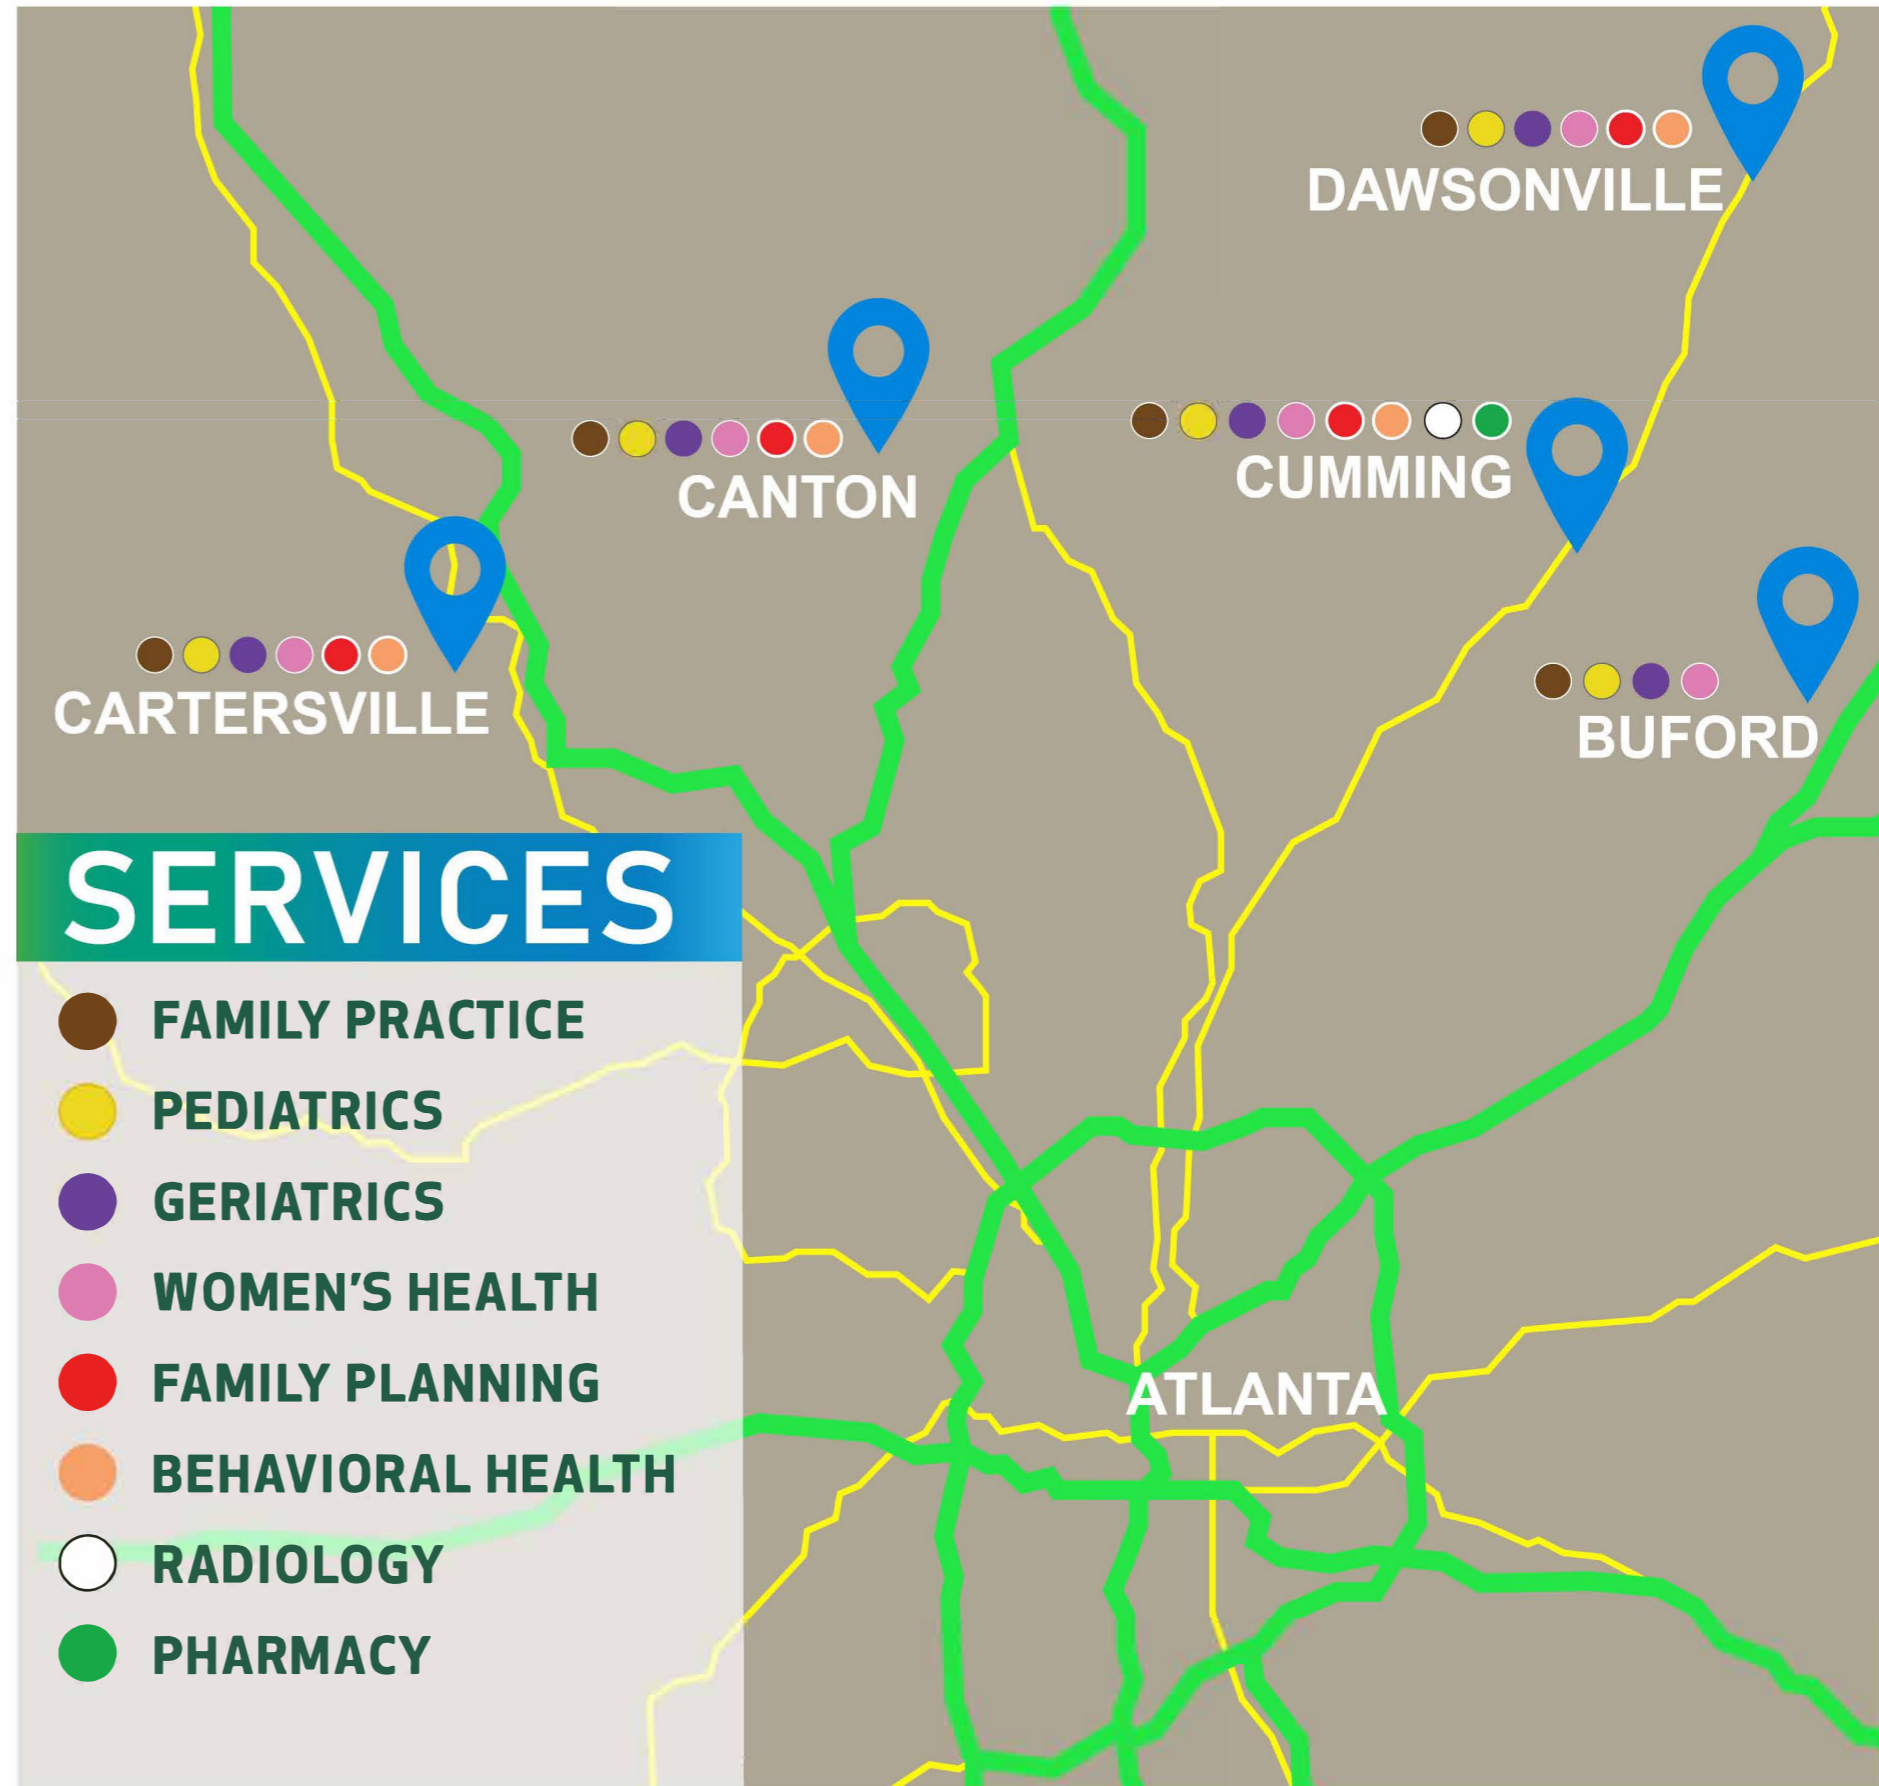 DAWSONVILLE
CANTON
CUMMING
CARTERSVILLE
BUFORD
SERVICES
FAMILY PRACTICE
PEDIATRICS
GERIATRICS
WOMEN'S HEALTH
FAMILY PLANNING
BEHAVIORAL HEALTH
RADIOLOGY
PHARMACY
ATLANTA